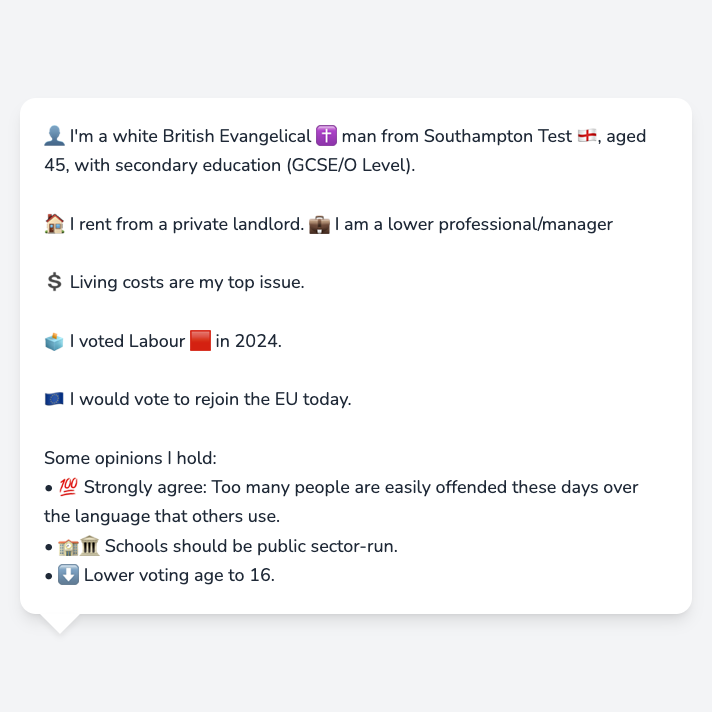 👤 I'm a white British Evangelical ✝️ man from Southampton Test 🏴󠁧󠁢󠁥󠁮󠁧󠁿, aged
45, with secondary education (GCSE/O Level).
🏠 I rent from a private landlord. 💼 I am a lower professional/manager
💲 Living costs are my top issue.
🗳️ I voted Labour 🟥 in 2024.
🇪🇺 I would vote to rejoin the EU today.
Some opinions I hold:
• 💯 Strongly agree: Too many people are easily offended these days over
the language that others use.
• 🏫🏛️ Schools should be public sector-run.
• ⬇️ Lower voting age to 16.